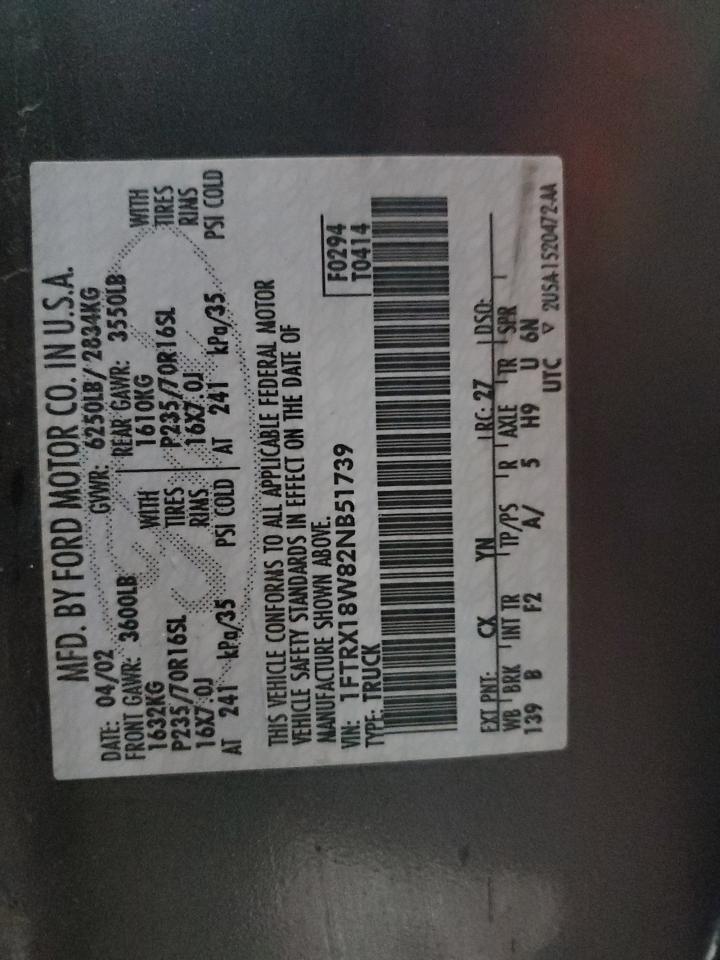 MFD. BY FORD MOTOR CO. IN U.S.A.
DATE: 04/02 GVWR: 6250LB/ 2834KG
FRONT GAWR: 3600LB REAR GAWR: 3550LB
1632KG WITH 1610KG WITH
P235/70R16SL TIRES P235/70R16SL TIRES
16X7.0J RIMS 16X7.0J RIMS
AT 241 kPa/35 PSI COLD AT 241 kPa/35 PSI COLD
THIS VEHICLE CONFORMS TO ALL APPLICABLE FEDERAL MOTOR
VEHICLE SAFETY STANDARDS IN EFFECT ON THE DATE OF
MANUFACTURE SHOWN ABOVE.
VIN: 1FTRX18W82NB51739 F0294
TYPE: TRUCK T0414
EXT PNT: CX YN RC: 27 DSO:
WB BRK INT TR TP/PS R AXLE TR SPR
139 B F2 A/ 5 H9 U 6N
UTC ▽ 2USA-1520472-AA